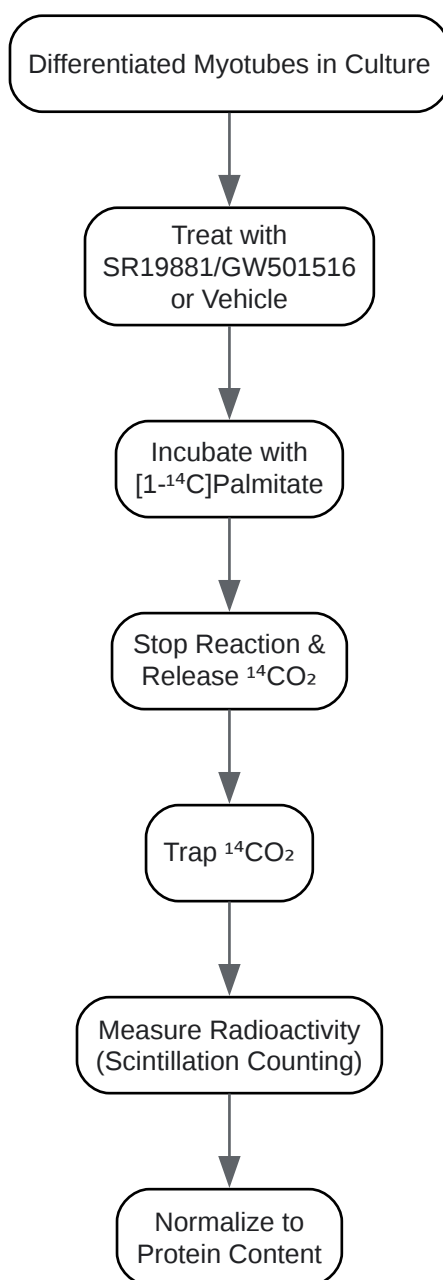 Differentiated Myotubes in Culture
Treat with
SR19881/GW501516
or Vehicle
Incubate with
[1-¹⁴C]Palmitate
Stop Reaction &
Release ¹⁴CO₂
Trap ¹⁴CO₂
Measure Radioactivity
(Scintillation Counting)
Normalize to
Protein Content